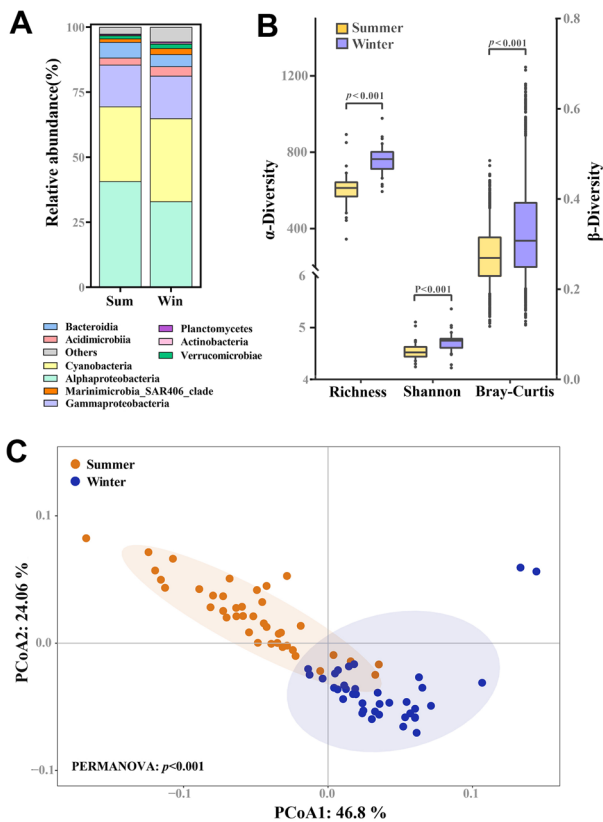 A
Relative abundance(%)
100
75
50
25
0
Sum Win
Bacteroidia
Acidimicrobiia
Others
Cyanobacteria
Alphaproteobacteria
Marinimicrobia_SAR406_clade
Gammaproteobacteria
Planctomycetes
Actinobacteria
Verrucomicrobiae
B
Summer
Winter
α-Diversity
1200
800
400
6
5
4
p<0.001
P<0.001
p<0.001
β-Diversity
0.8
0.6
0.4
0.2
0.0
Richness Shannon Bray-Curtis
C
Summer
Winter
PCoA2: 24.06 %
0.1
0.0
−0.1
PERMANOVA: p<0.001
−0.1 0.0 0.1
PCoA1: 46.8 %